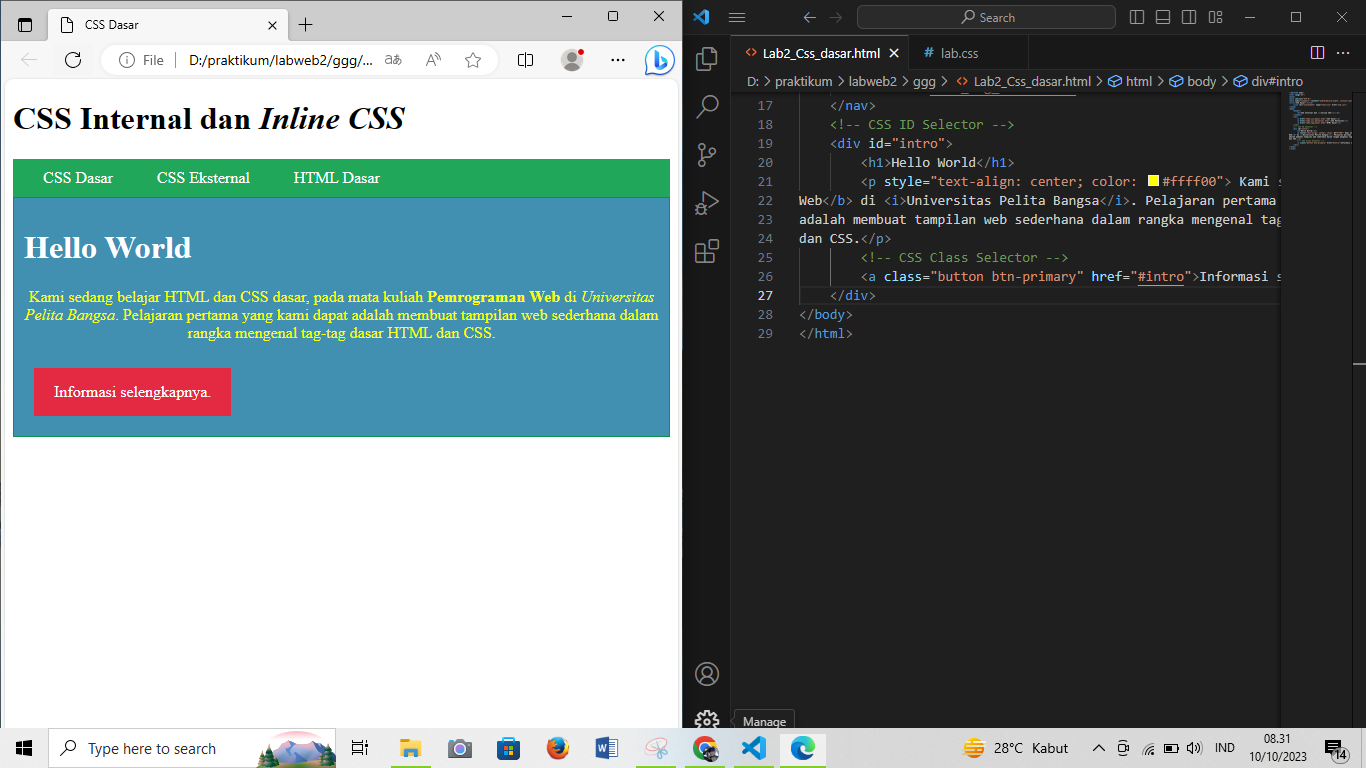 CSS Dasar
File
D:/praktikum/labweb2/ggg/...
CSS Internal dan Inline CSS
CSS Dasar CSS Eksternal HTML Dasar
Hello World
Kami sedang belajar HTML dan CSS dasar, pada mata kuliah Pemrograman Web di Universitas
Pelita Bangsa. Pelajaran pertama yang kami dapat adalah membuat tampilan web sederhana dalam
rangka mengenal tag-tag dasar HTML dan CSS.
Informasi selengkapnya.
Search
Lab2_Css_dasar.html # lab.css
D: > praktikum > labweb2 > ggg > Lab2_Css_dasar.html > html > body > div#intro
17 </nav>
18 <!-- CSS ID Selector -->
19 <div id="intro">
20 <h1>Hello World</h1>
21 <p style="text-align: center; color: #ffff00"> Kami s
22 Web</b> di <i>Universitas Pelita Bangsa</i>. Pelajaran pertama
23 adalah membuat tampilan web sederhana dalam rangka mengenal tag
24 dan CSS.</p>
25 <!-- CSS Class Selector -->
26 <a class="button btn-primary" href="#intro">Informasi s
27 </div>
28 </body>
29 </html>
Manage
Type here to search
28°C Kabut
IND
08.31
10/10/2023
14